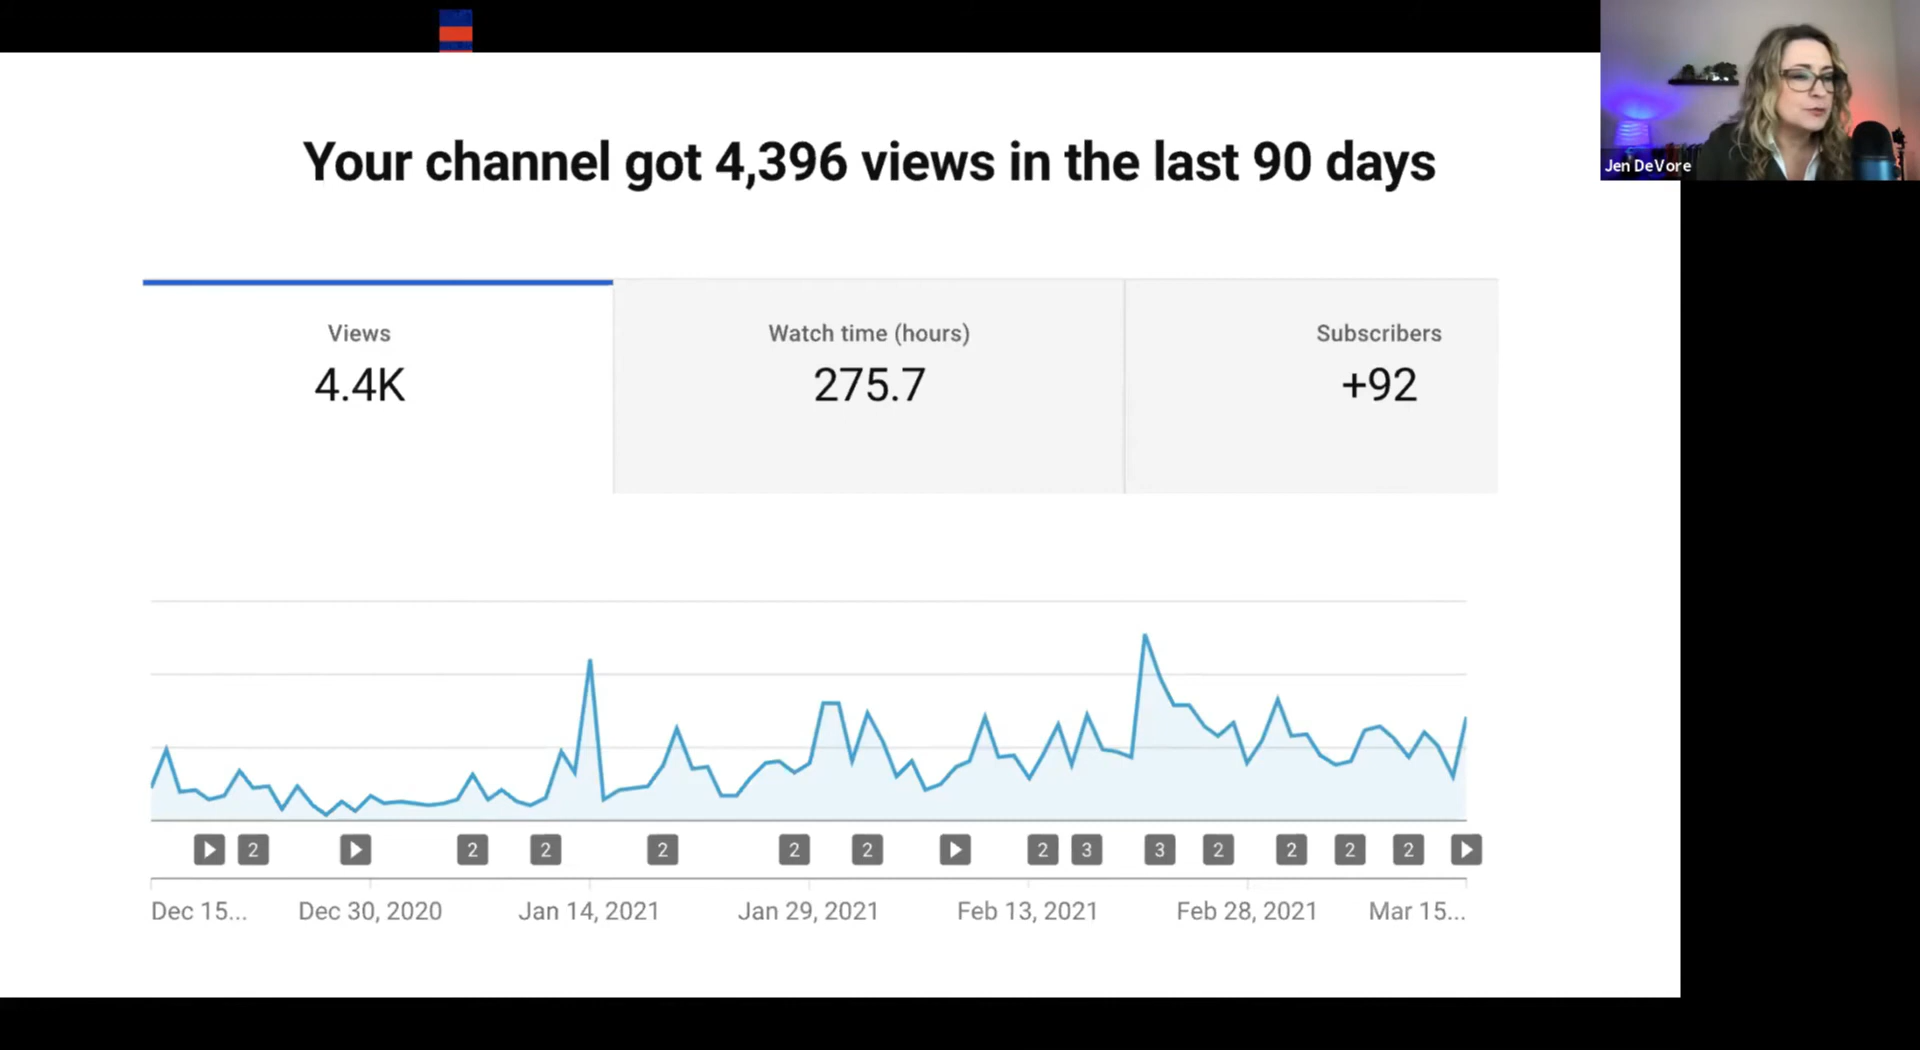 Your channel got 4,396 views in the last 90 days
Jen DeVore
Views
4.4K
Watch time (hours)
275.7
Subscribers
+92
2 2 2 2 2 2 2 3 3 2 2 2 2
Dec 15... Dec 30, 2020 Jan 14, 2021 Jan 29, 2021 Feb 13, 2021 Feb 28, 2021 Mar 15...